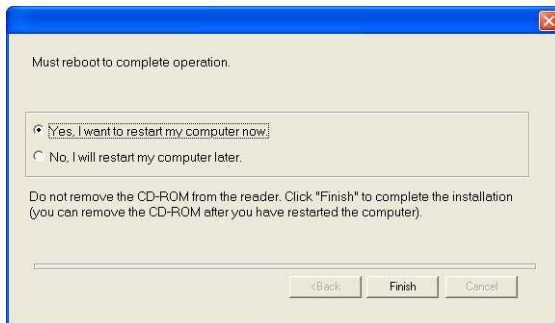 Must reboot to complete operation.
Yes, I want to restart my computer now.
No, I will restart my computer later.
Do not remove the CD-ROM from the reader. Click "Finish" to complete the installation
(you can remove the CD-ROM after you have restarted the computer).
<Back Finish Cancel